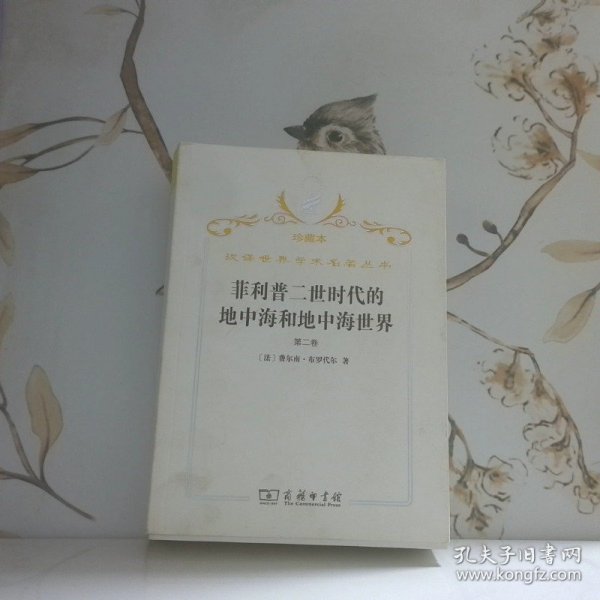 珍藏本
汉译世界学术名著丛书
菲利普二世时代的
地中海和地中海世界
第二卷
〔法〕费尔南·布罗代尔 著
商务印书馆
The Commercial Press
孔夫子旧书网
www.kongfz.com